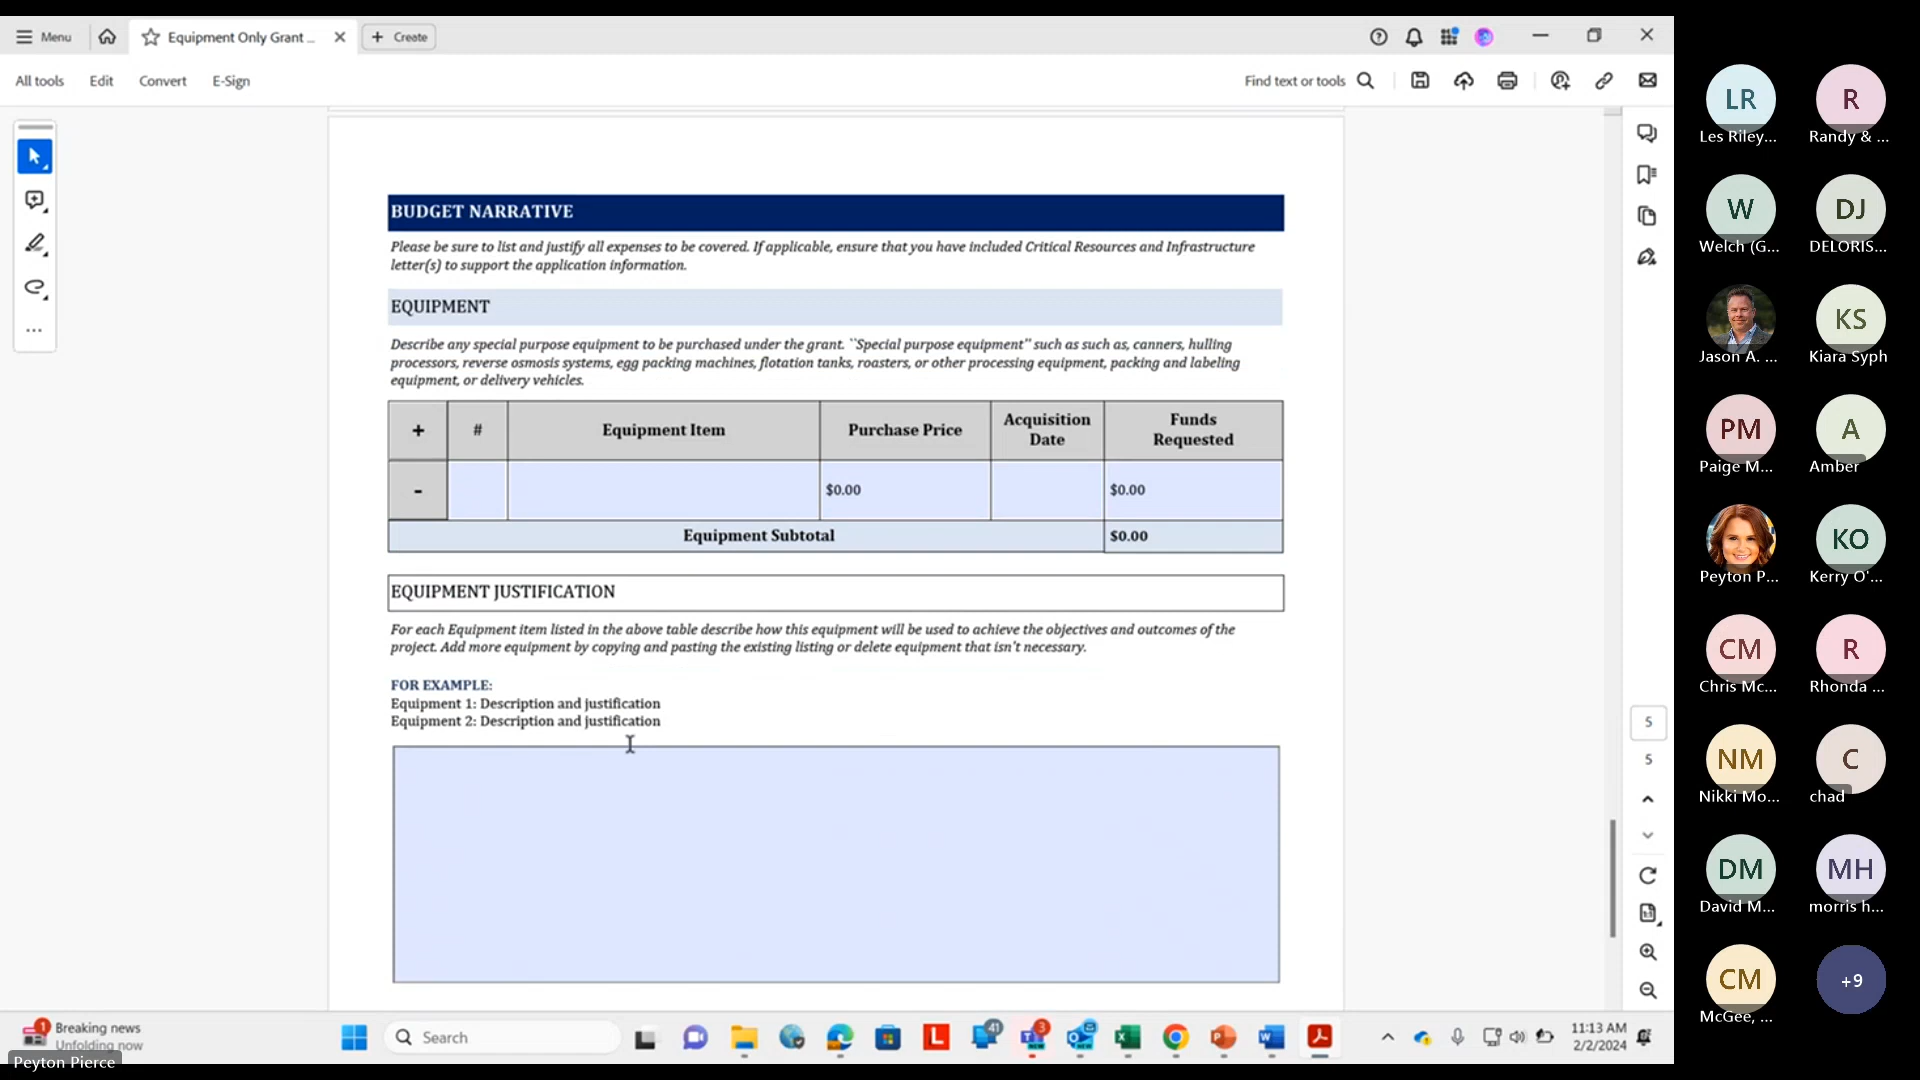 Menu
Equipment Only Grant ...
Create
All tools
Edit
Convert
E-Sign
Find text or tools
BUDGET NARRATIVE
Please be sure to list and justify all expenses to be covered. If applicable, ensure that you have included Critical Resources and Infrastructure
letter(s) to support the application information.
EQUIPMENT
Describe any special purpose equipment to be purchased under the grant. ``Special purpose equipment'' such as such as, canners, hulling
processors, reverse osmosis systems, egg packing machines, flotation tanks, roasters, or other processing equipment, packing and labeling
equipment, or delivery vehicles.
+ # Equipment Item Purchase Price Acquisition Date Funds Requested
- $0.00 $0.00
Equipment Subtotal $0.00
EQUIPMENT JUSTIFICATION
For each Equipment item listed in the above table describe how this equipment will be used to achieve the objectives and outcomes of the
project. Add more equipment by copying and pasting the existing listing or delete equipment that isn't necessary.
FOR EXAMPLE:
Equipment 1: Description and justification
Equipment 2: Description and justification
5
5
LR
Les Riley...
R
Randy & ...
W
Welch (G...
DJ
DELORIS...
Jason A. ...
KS
Kiara Syph
PM
Paige M...
A
Amber
Peyton P...
KO
Kerry O'...
CM
Chris Mc...
R
Rhonda ...
NM
Nikki Mo...
C
chad
DM
David M...
MH
morris h...
CM
McGee, ...
+9
1
Breaking news
Unfolding now
Search
41
3
NEW
NEW
11:13 AM
2/2/2024
Peyton Pierce